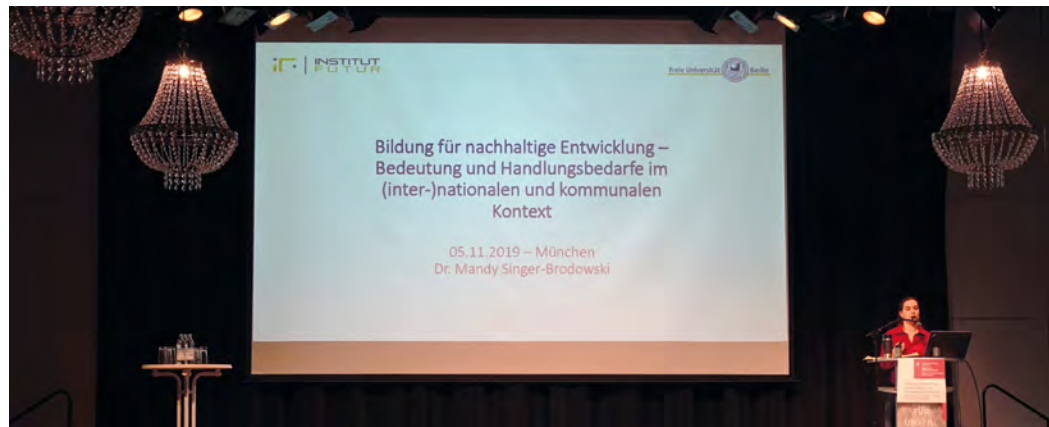 INSTITUT
FUTUR
Freie Universität Berlin
Bildung für nachhaltige Entwicklung –
Bedeutung und Handlungsbedarfe im
(inter-)nationalen und kommunalen
Kontext
05.11.2019 – München
Dr. Mandy Singer-Brodowski